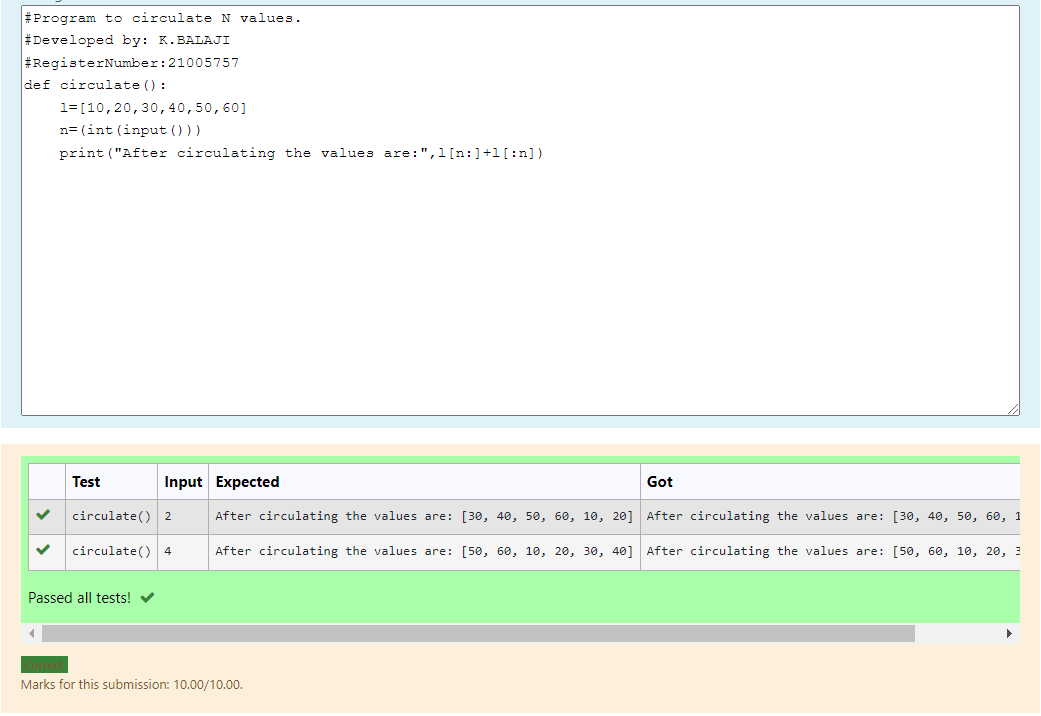 #Program to circulate N values.
#Developed by: K.BALAJI
#RegisterNumber:21005757
def circulate():
    l=[10,20,30,40,50,60]
    n=(int(input()))
    print("After circulating the values are:",l[n:]+l[:n])
Test Input Expected Got
circulate() 2 After circulating the values are: [30, 40, 50, 60, 10, 20] After circulating the values are: [30, 40, 50, 60, 1
circulate() 4 After circulating the values are: [50, 60, 10, 20, 30, 40] After circulating the values are: [50, 60, 10, 20, 3
Passed all tests!
Correct
Marks for this submission: 10.00/10.00.